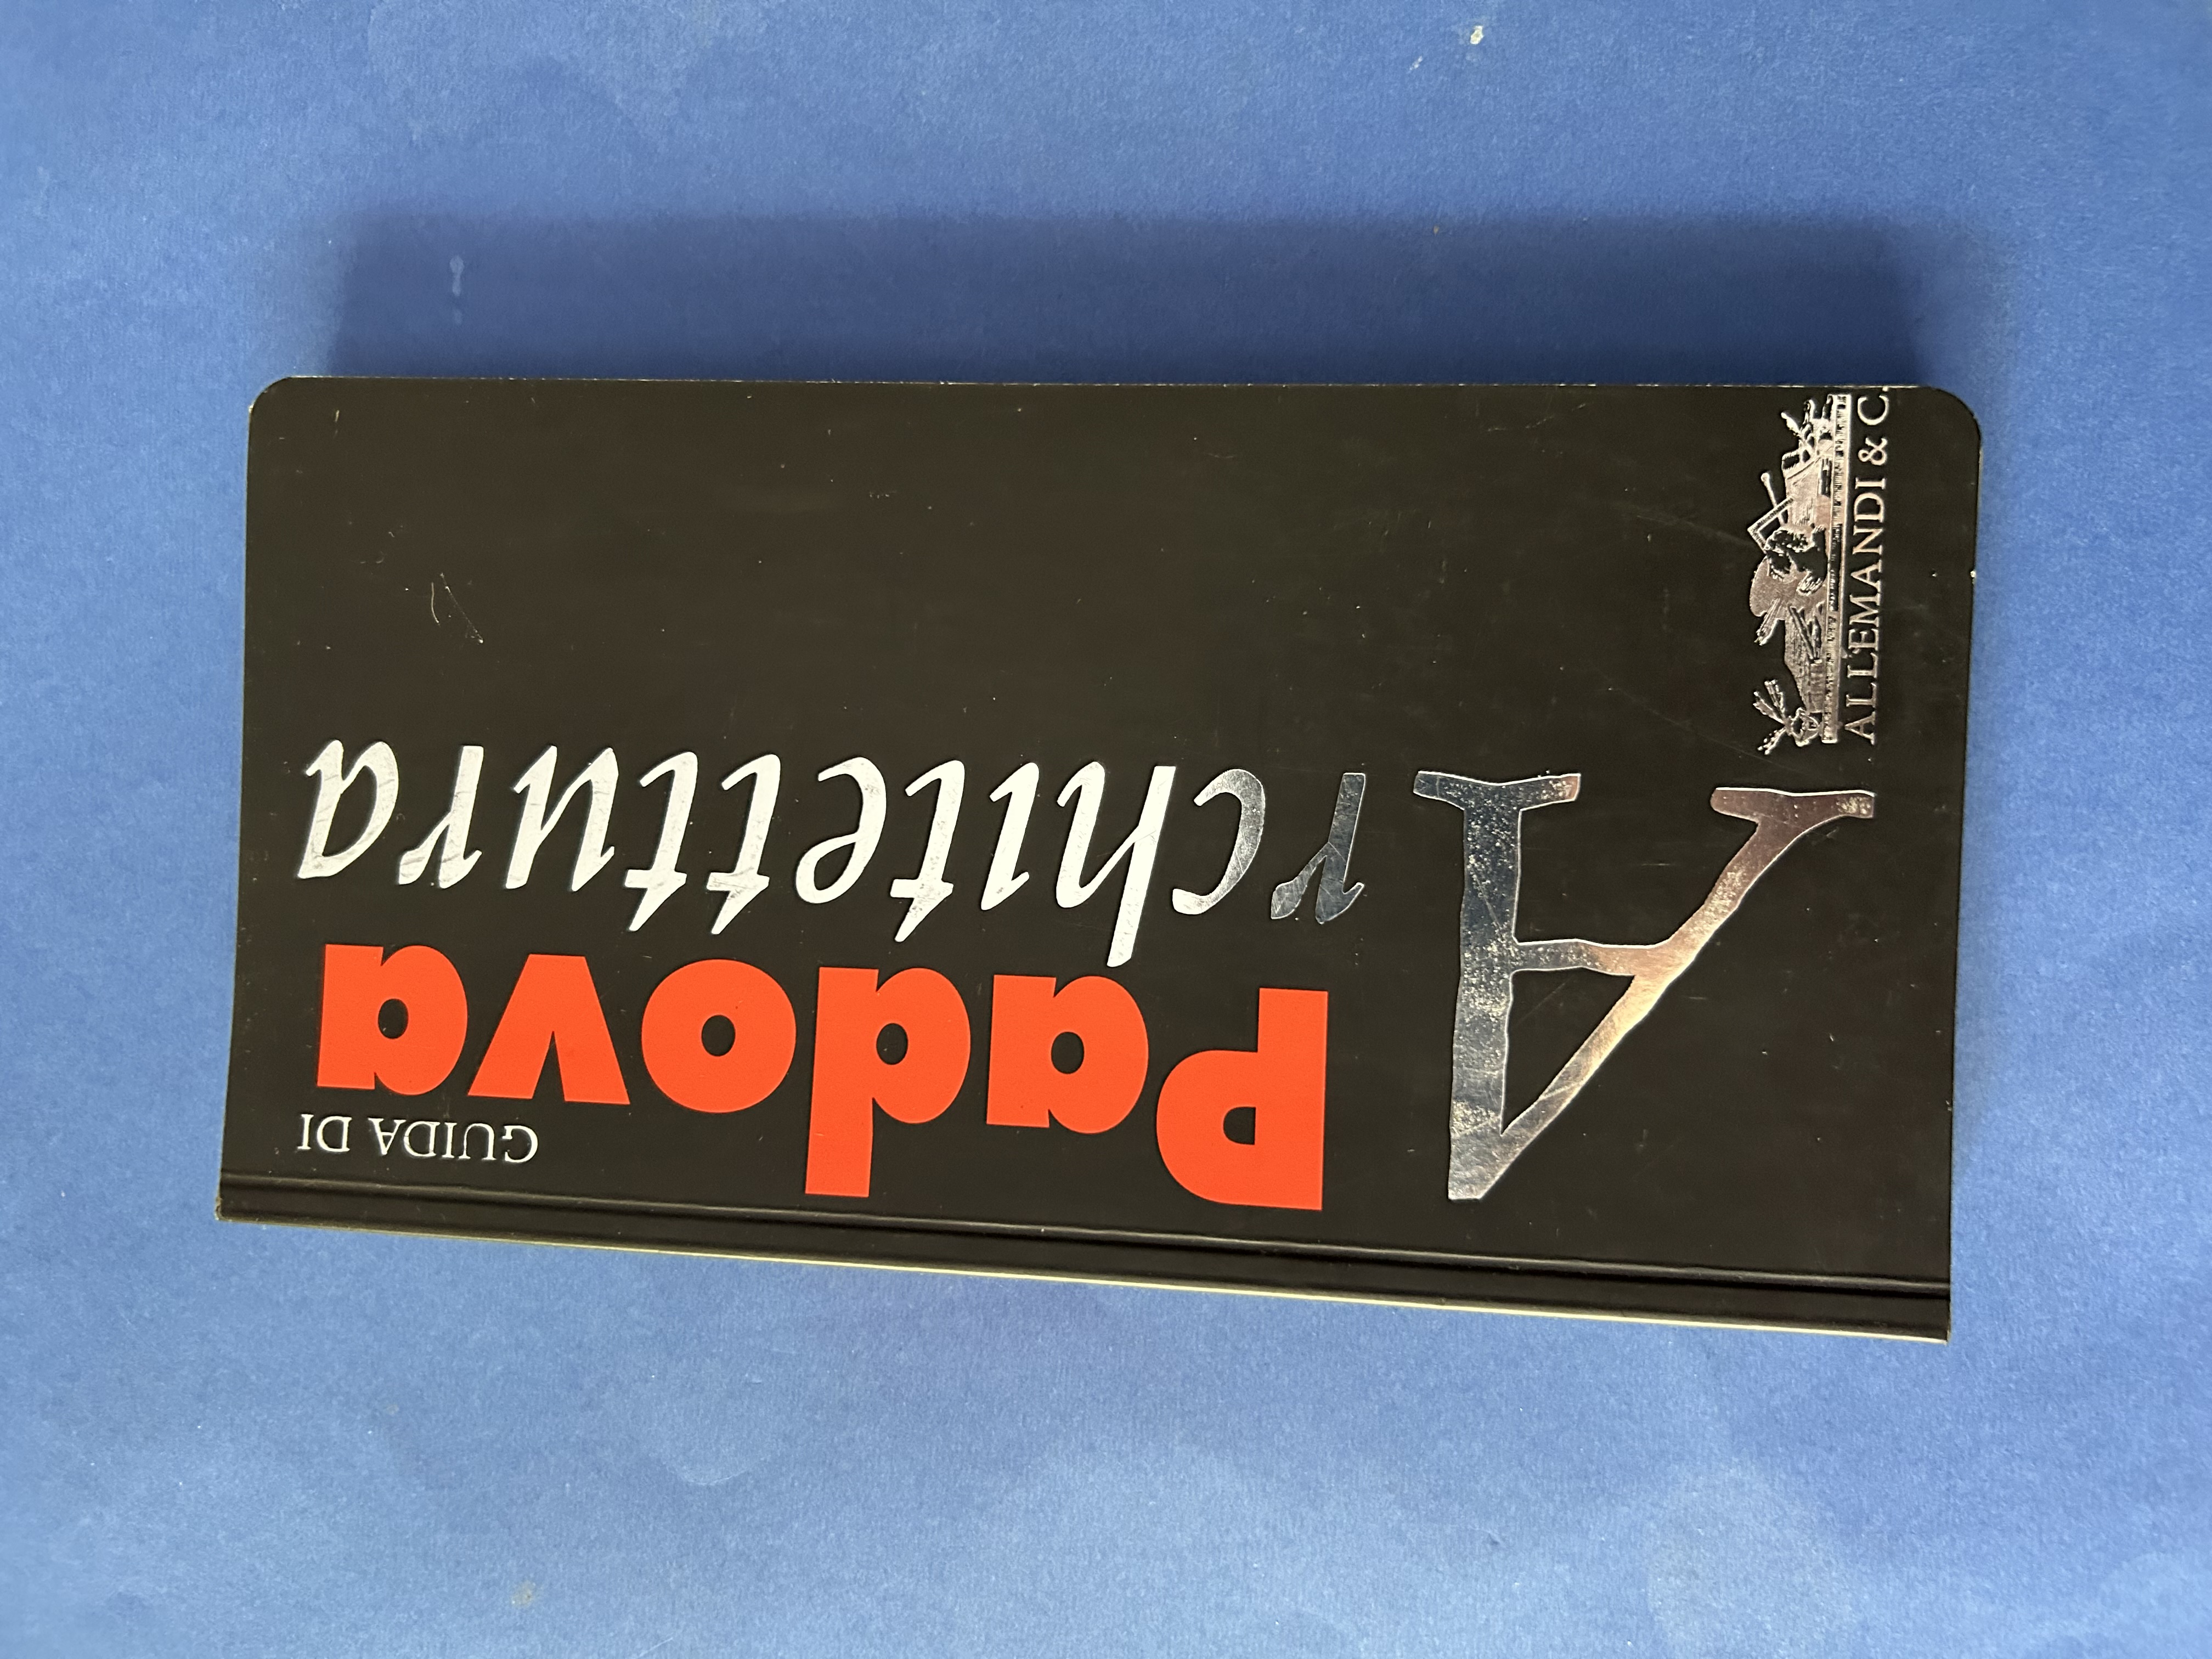 GUIDA DI
Padova
Architettura
ALLEMANDI & C.